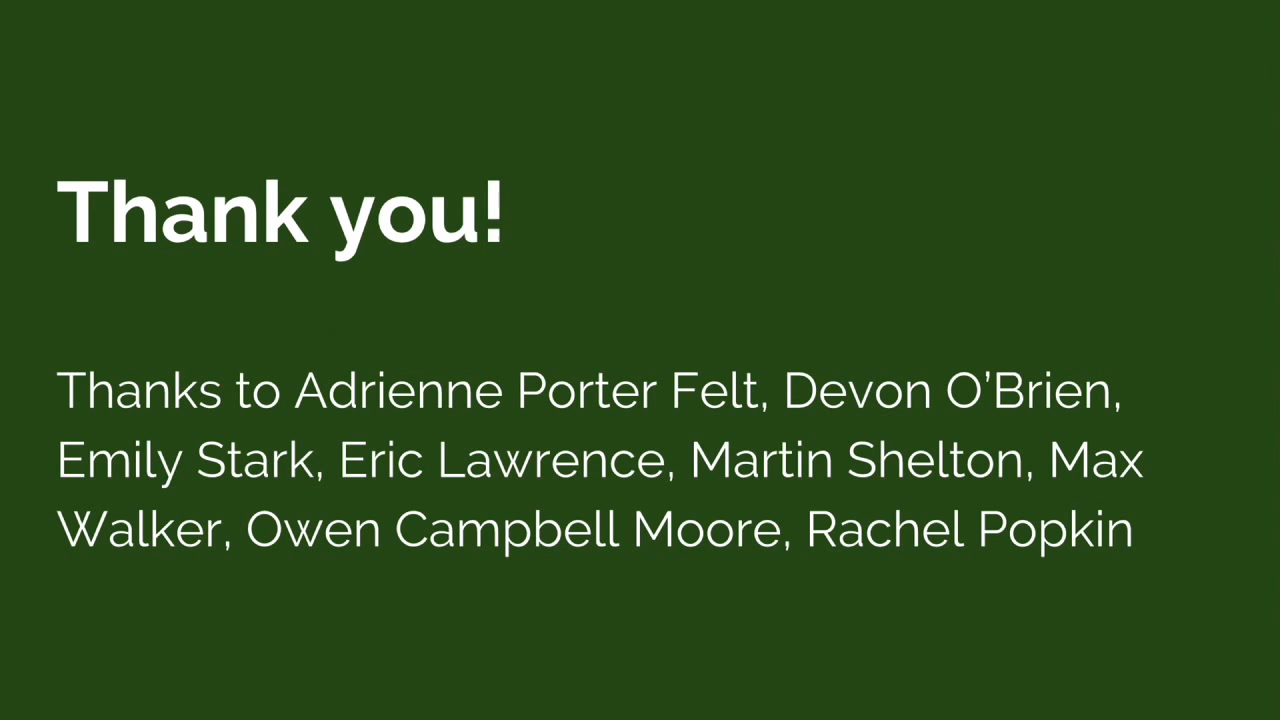 Thank you!
Thanks to Adrienne Porter Felt, Devon O’Brien,
Emily Stark, Eric Lawrence, Martin Shelton, Max
Walker, Owen Campbell Moore, Rachel Popkin